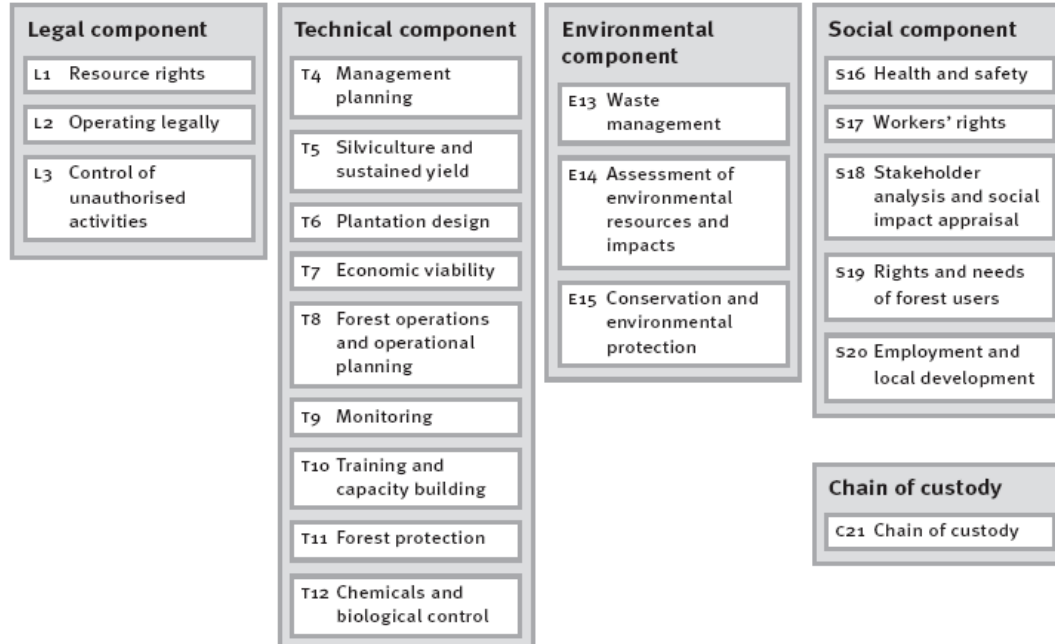 Legal component
L1 Resource rights
L2 Operating legally
L3 Control of
unauthorised
activities
Technical component
T4 Management
planning
T5 Silviculture and
sustained yield
T6 Plantation design
T7 Economic viability
T8 Forest operations
and operational
planning
T9 Monitoring
T10 Training and
capacity building
T11 Forest protection
T12 Chemicals and
biological control
Environmental
component
E13 Waste
management
E14 Assessment of
environmental
resources and
impacts
E15 Conservation and
environmental
protection
Social component
S16 Health and safety
S17 Workers' rights
S18 Stakeholder
analysis and social
impact appraisal
S19 Rights and needs
of forest users
S20 Employment and
local development
Chain of custody
C21 Chain of custody